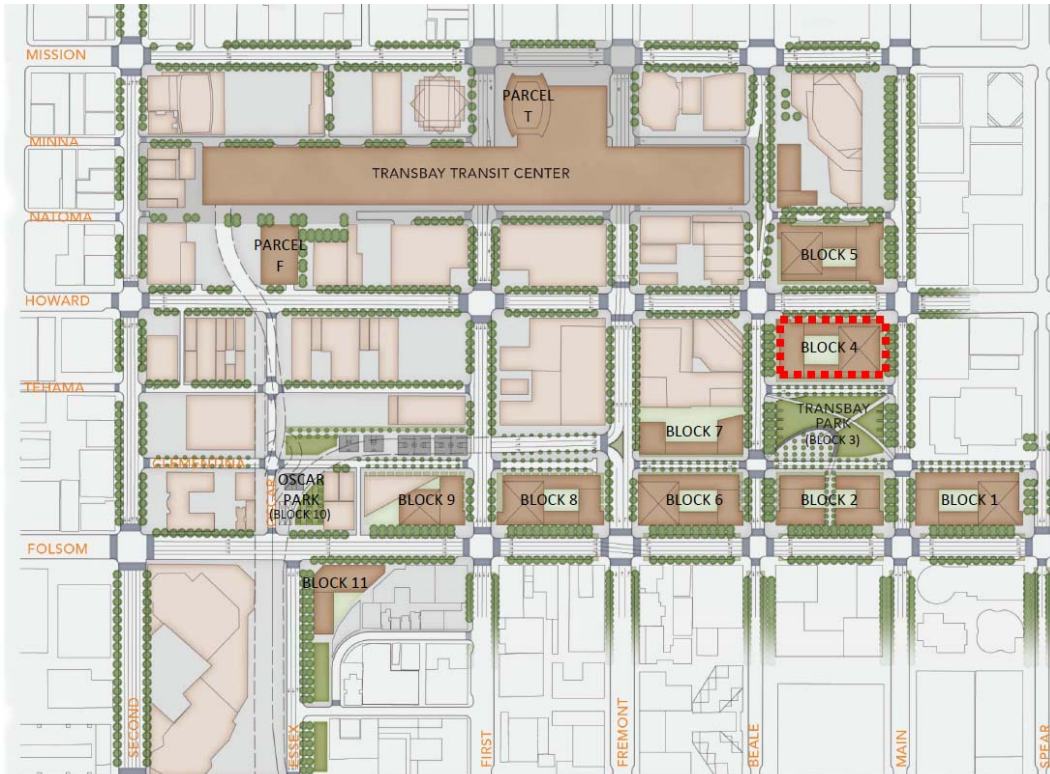 MISSION
PARCEL
T
MINNA
TRANSBAY TRANSIT CENTER
NATOMA
PARCEL
F
BLOCK 5
HOWARD
BLOCK 4
TEHAMA
TRANSBAY
PARK
(BLOCK 3)
BLOCK 7
CLEMENTINA
OSCAR
PARK
(BLOCK 10)
OSCAR
BLOCK 9
BLOCK 8
BLOCK 6
BLOCK 2
BLOCK 1
FOLSOM
BLOCK 11
SECOND
ESSEX
FIRST
FREMONT
BEALE
MAIN
SPEAR